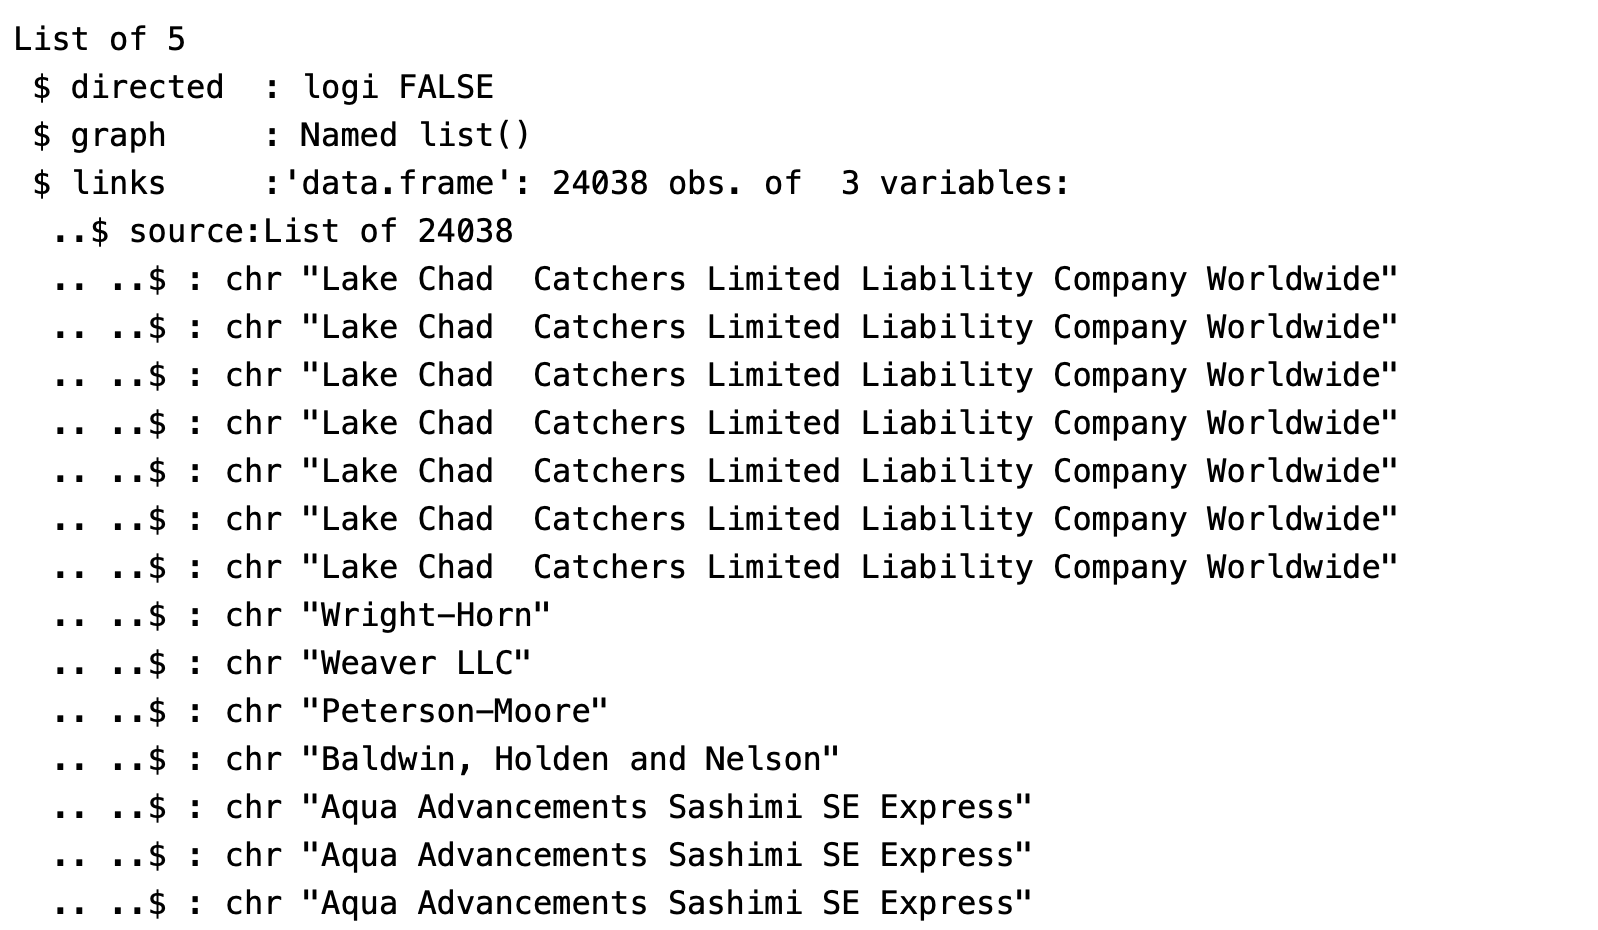 List of 5
 $ directed  : logi FALSE
 $ graph     : Named list()
 $ links     :'data.frame': 24038 obs. of  3 variables:
  ..$ source:List of 24038
  .. ..$ : chr "Lake Chad  Catchers Limited Liability Company Worldwide"
  .. ..$ : chr "Lake Chad  Catchers Limited Liability Company Worldwide"
  .. ..$ : chr "Lake Chad  Catchers Limited Liability Company Worldwide"
  .. ..$ : chr "Lake Chad  Catchers Limited Liability Company Worldwide"
  .. ..$ : chr "Lake Chad  Catchers Limited Liability Company Worldwide"
  .. ..$ : chr "Lake Chad  Catchers Limited Liability Company Worldwide"
  .. ..$ : chr "Lake Chad  Catchers Limited Liability Company Worldwide"
  .. ..$ : chr "Wright-Horn"
  .. ..$ : chr "Weaver LLC"
  .. ..$ : chr "Peterson-Moore"
  .. ..$ : chr "Baldwin, Holden and Nelson"
  .. ..$ : chr "Aqua Advancements Sashimi SE Express"
  .. ..$ : chr "Aqua Advancements Sashimi SE Express"
  .. ..$ : chr "Aqua Advancements Sashimi SE Express"